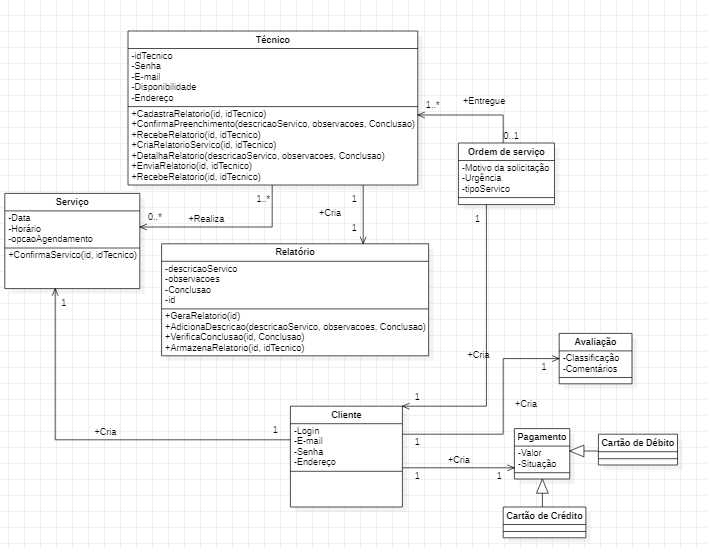 Técnico
-idTecnico
-Senha
-E-mail
-Disponibilidade
-Endereço
+CadastraRelatorio(id, idTecnico)
+ConfirmaPreenchimento(descricaoServico, observacoes, Conclusao)
+RecebeRelatorio(id, idTecnico)
+CriaRelatorioServico(id, idTecnico)
+DetalhaRelatorio(descricaoServico, observacoes, Conclusao)
+EnviaRelatorio(id, idTecnico)
+RecebeRelatorio(id, idTecnico)
1..*
+Entregue
0..1
Ordem de serviço
-Motivo da solicitação
-Urgência
-tipoServico
1
Serviço
-Data
-Horário
-opcaoAgendamento
+ConfirmaServico(id, idTecnico)
1..*
0..*
+Realiza
1
+Cria
1
Relatório
-descricaoServico
-observacoes
-Conclusao
-id
+GeraRelatorio(id)
+AdicionaDescricao(descricaoServico, observacoes, Conclusao)
+VerificaConclusao(id, Conclusao)
+ArmazenaRelatorio(id, idTecnico)
1
+Cria
1
+Cria
1
Cliente
-Login
-E-mail
-Senha
-Endereço
1
+Cria
1
Avaliação
-Classificação
-Comentários
1
+Cria
1
Pagamento
-Valor
-Situação
Cartão de Débito
Cartão de Crédito